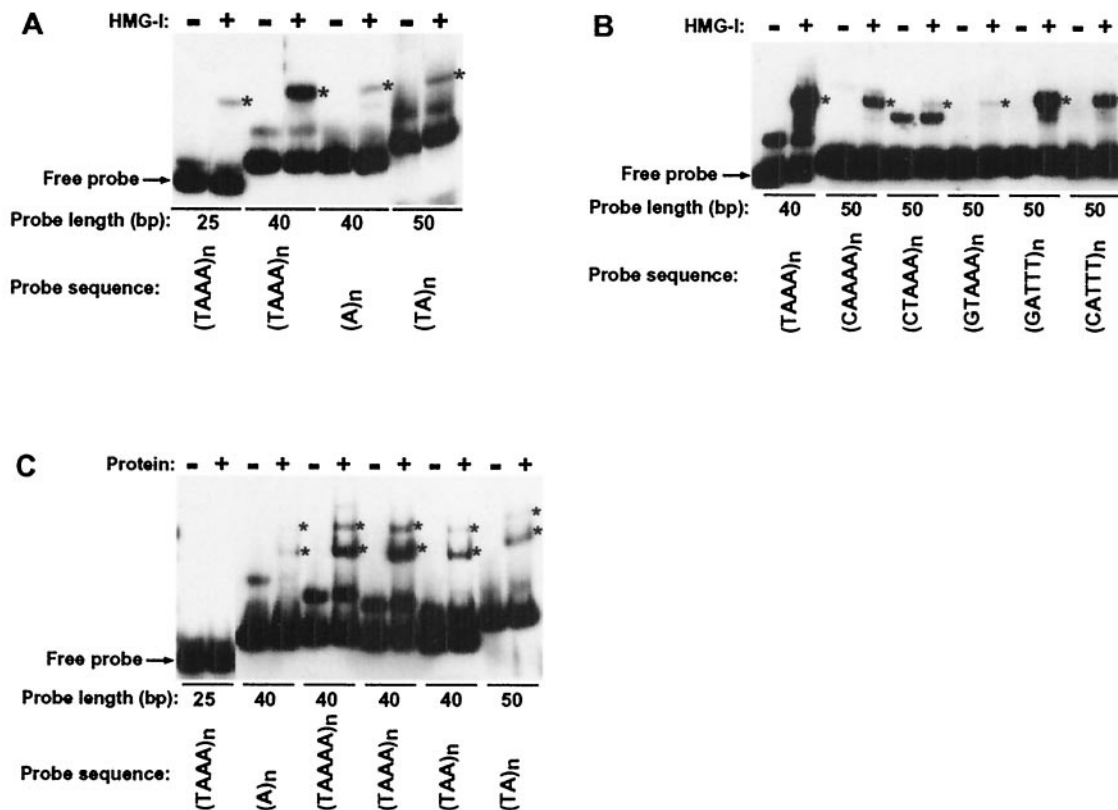 A
HMG-I: - + - + - + - +
* * * *
Free probe→
Probe length (bp): 25 40 40 50
Probe sequence: (TAAA)n (TAAA)n (A)n (TA)n
B
HMG-I: - + - + - + - + - + - +
* * * * * *
Free probe→
Probe length (bp): 40 50 50 50 50 50
Probe sequence: (TAAA)n (CAAAA)n (CTAAA)n (GTAAA)n (GATTT)n (CATTT)n
C
Protein: - + - + - + - + - + - +
* * * * *
* * * * *
Free probe→
Probe length (bp): 25 40 40 40 40 50
Probe sequence: (TAAA)n (A)n (TAAAA)n (TAAA)n (TAA)n (TA)n